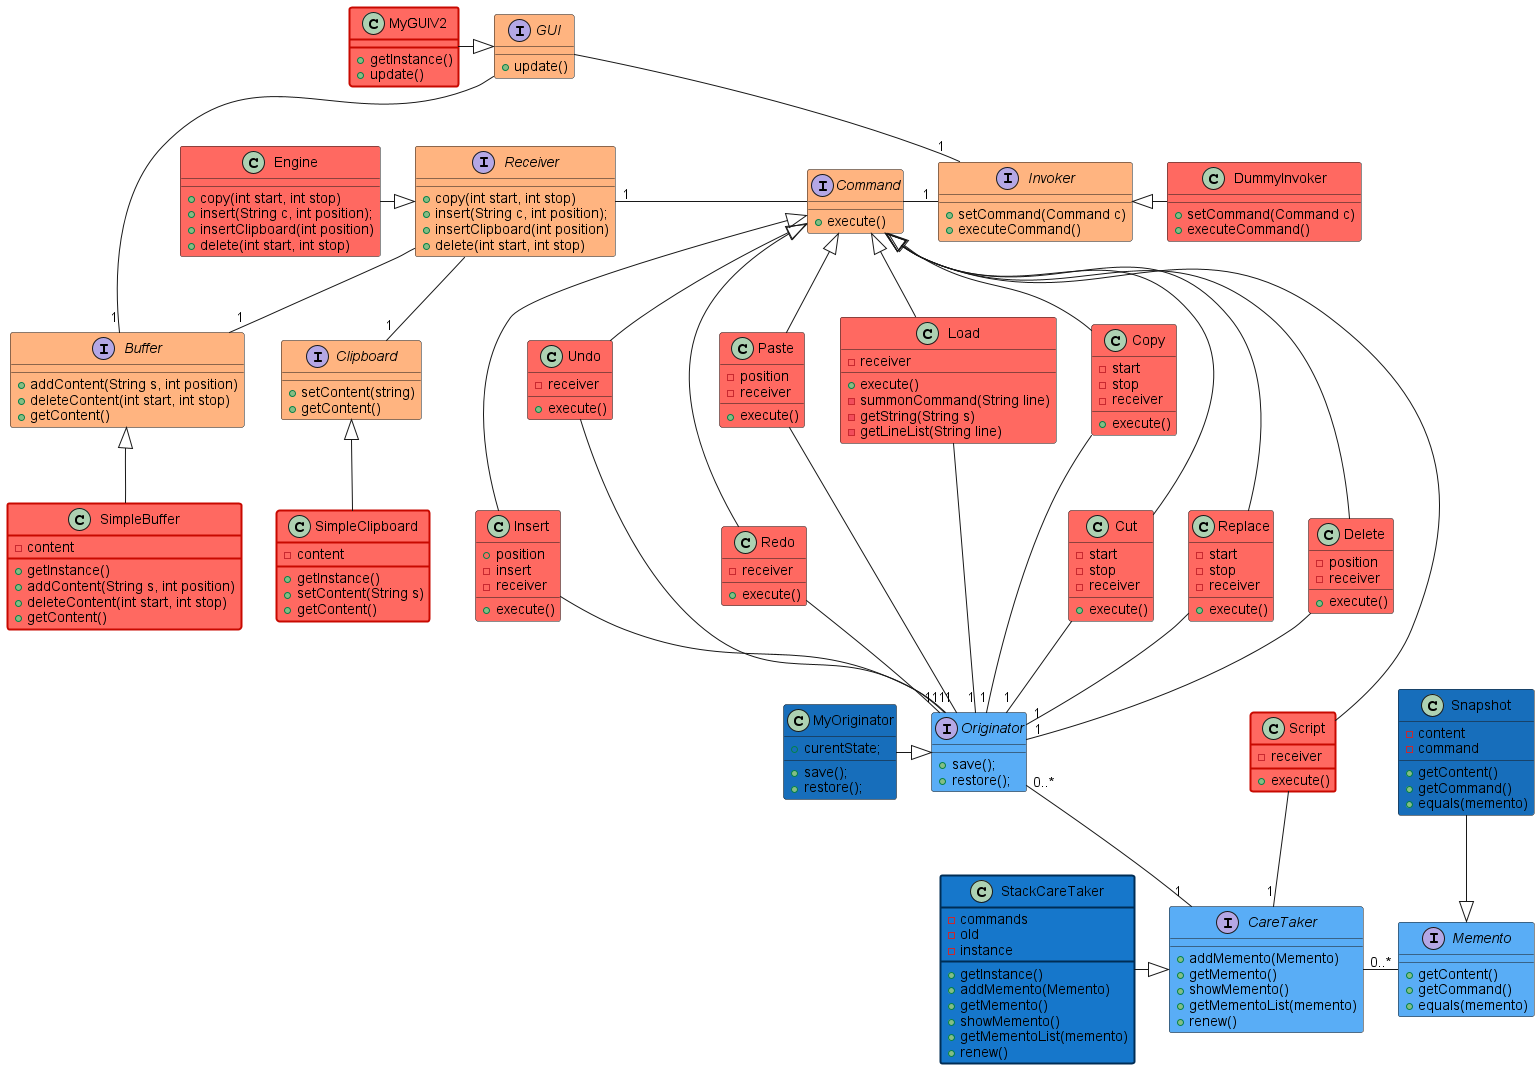 C MyGUIV2
getInstance()
update()
I GUI
update()
1
C Engine
copy(int start, int stop)
insert(String c, int position);
insertClipboard(int position)
delete(int start, int stop)
I Receiver
copy(int start, int stop)
insert(String c, int position);
insertClipboard(int position)
delete(int start, int stop)
1
I Command
execute()
1
I Invoker
setCommand(Command c)
executeCommand()
C DummyInvoker
setCommand(Command c)
executeCommand()
1
1
1
I Buffer
addContent(String s, int position)
deleteContent(int start, int stop)
getContent()
I Clipboard
setContent(string)
getContent()
C Undo
receiver
execute()
C Paste
position
receiver
execute()
C Load
receiver
execute()
summonCommand(String line)
getString(String s)
getLineList(String line)
C Copy
start
stop
receiver
execute()
C SimpleBuffer
content
getInstance()
addContent(String s, int position)
deleteContent(int start, int stop)
getContent()
C SimpleClipboard
content
getInstance()
setContent(String s)
getContent()
C Insert
position
insert
receiver
execute()
C Redo
receiver
execute()
C Cut
start
stop
receiver
execute()
C Replace
start
stop
receiver
execute()
C Delete
position
receiver
execute()
1 1 1 1 1 1 1
1
1
C MyOriginator
curentState;
save();
restore();
I Originator
save();
restore();
0..*
C Script
receiver
execute()
C Snapshot
content
command
getContent()
getCommand()
equals(memento)
1
1
C StackCareTaker
commands
old
instance
getInstance()
addMemento(Memento)
getMemento()
showMemento()
getMementoList(memento)
renew()
I CareTaker
addMemento(Memento)
getMemento()
showMemento()
getMementoList(memento)
renew()
0..*
I Memento
getContent()
getCommand()
equals(memento)